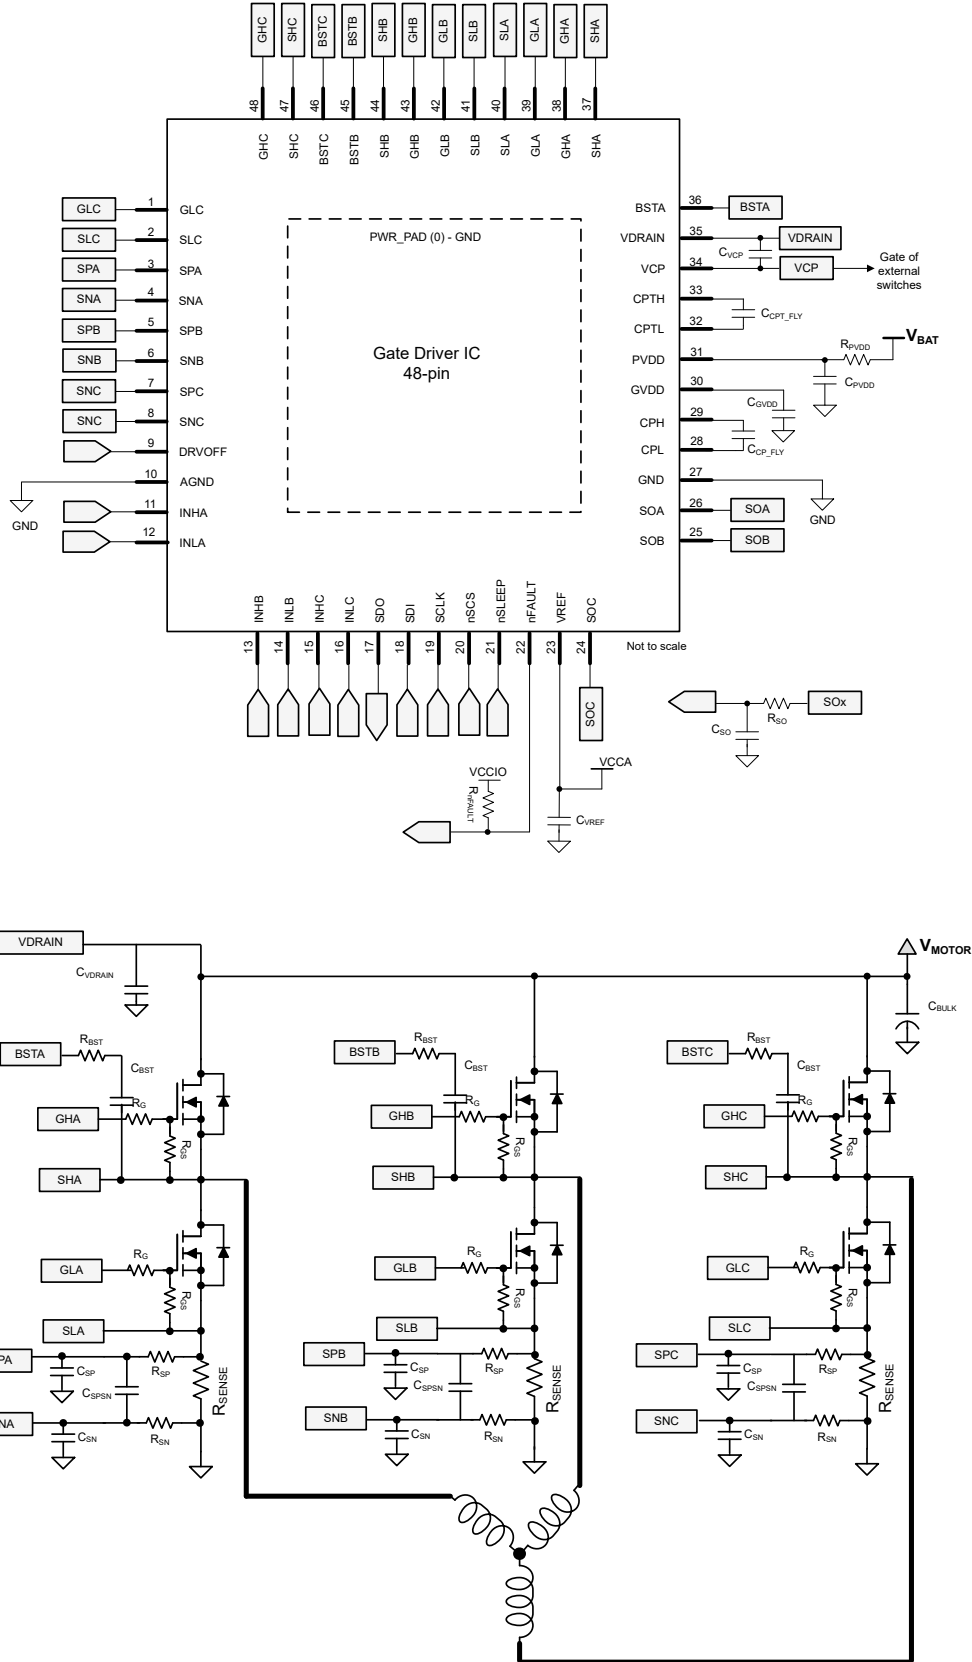 GHC SHC BSTC BSTB SHB GHB GLB SLB SLA GLA GHA SHA
48 47 46 45 44 43 42 41 40 39 38 37
GHC SHC BSTC BSTB SHB GHB GLB SLB SLA GLA GHA SHA
GLC 1 GLC
SLC 2 SLC
SPA 3 SPA
SNA 4 SNA
SPB 5 SPB
SNB 6 SNB
SNC 7 SPC
SNC 8 SNC
9 DRVOFF
10 AGND
GND
11 INHA
12 INLA
PWR_PAD (0) - GND
Gate Driver IC
48-pin
BSTA 36 BSTA
VDRAIN 35 VDRAIN
CVCP
VCP 34 VCP
Gate of
external
switches
CPTH 33
CCPT_FLY
CPTL 32
RPVDD
VBAT
PVDD 31
CPVDD
GVDD 30
CGVDD
CPH 29
CPL 28
CCP_FLY
GND 27
GND
SOA 26 SOA
SOB 25 SOB
INHB INLB INHC INLC SDO SDI SCLK nSCS nSLEEP nFAULT VREF SOC
13 14 15 16 17 18 19 20 21 22 23 24
Not to scale
SOC
SOx
RSO
CSO
VCCIO
RnFAULT
VCCA
CVREF
VDRAIN
CVDRAIN
VMOTOR
CBULK
BSTA RBST CBST
GHA RG
RGS
SHA
GLA RG
RGS
SLA
PA CSP RSP
CSPSN
RSENSE
NA CSN RSN
BSTB RBST CBST
GHB RG
RGS
SHB
GLB RG
RGS
SLB
SPB CSP RSP
CSPSN
RSENSE
SNB CSN RSN
BSTC RBST CBST
GHC RG
RGS
SHC
GLC RG
RGS
SLC
SPC CSP RSP
CSPSN
RSENSE
SNC CSN RSN